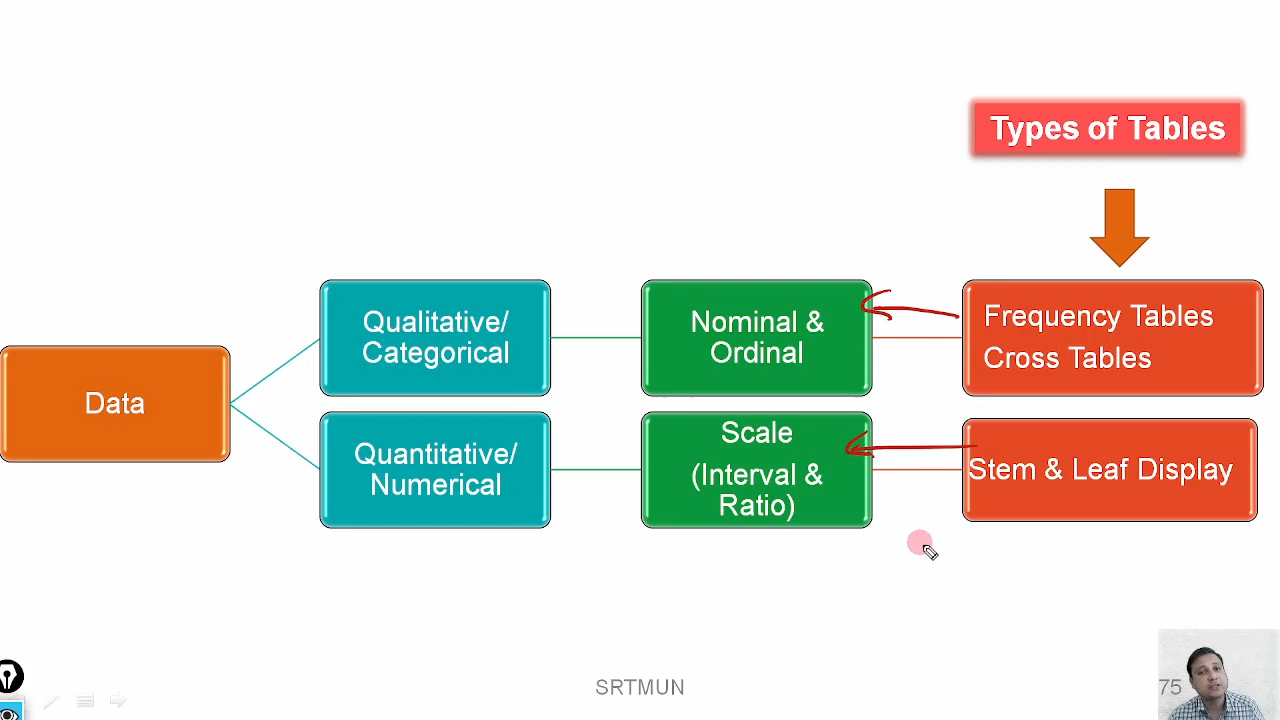 Types of Tables
Data
Qualitative/
Categorical
Nominal &
Ordinal
Frequency Tables
Cross Tables
Quantitative/
Numerical
Scale
(Interval &
Ratio)
Stem & Leaf Display
SRTMUN
75